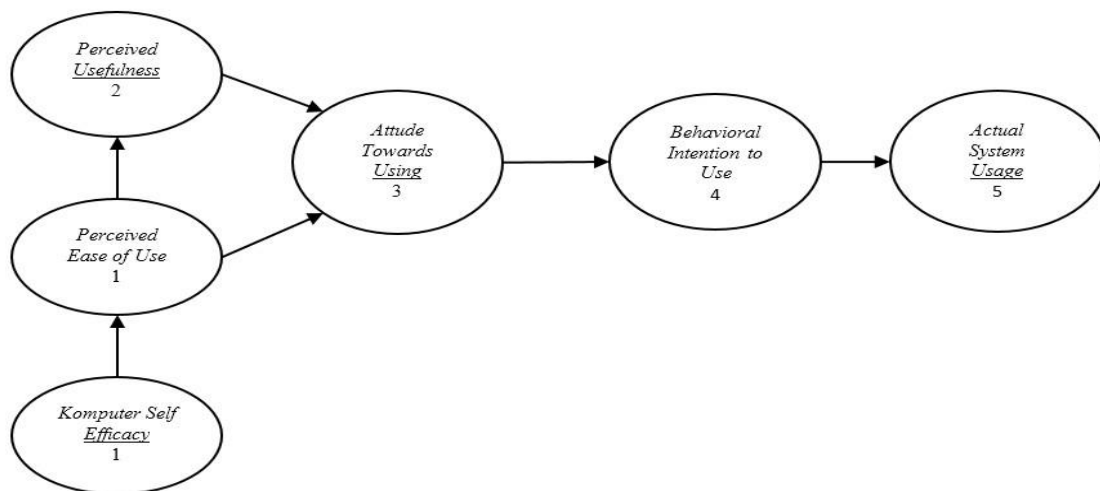 Perceived
Usefulness
2
Attude
Towards
Using
3
Behavioral
Intention to
Use
4
Actual
System
Usage
5
Perceived
Ease of Use
1
Komputer Self
Efficacy
1